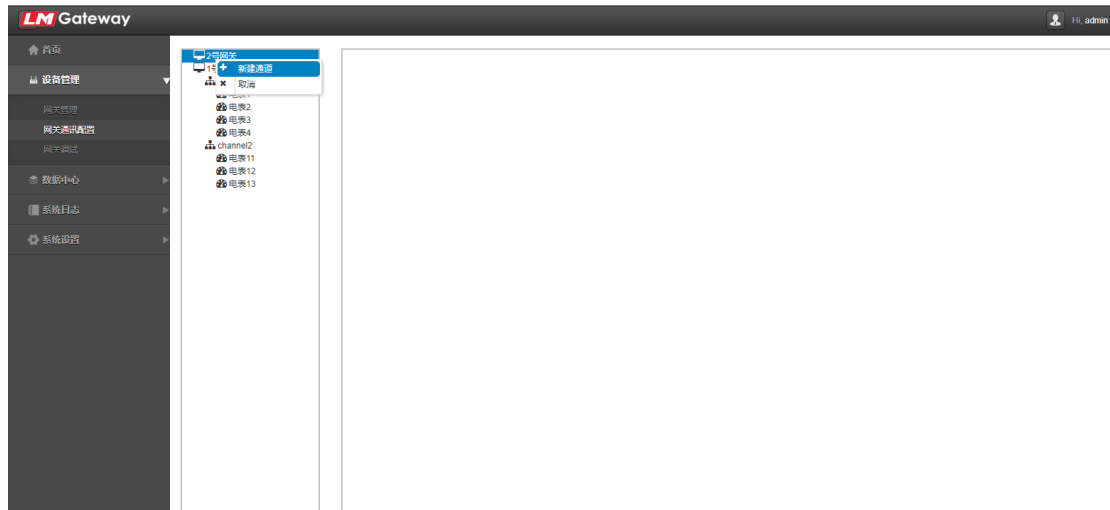 LM Gateway
Hi, admin
首页
设备管理
网关管理
网关通讯配置
网关调试
数据中心
系统日志
系统设置
2号网关
新建通道
取消
电表2
电表3
电表4
channel2
电表11
电表12
电表13